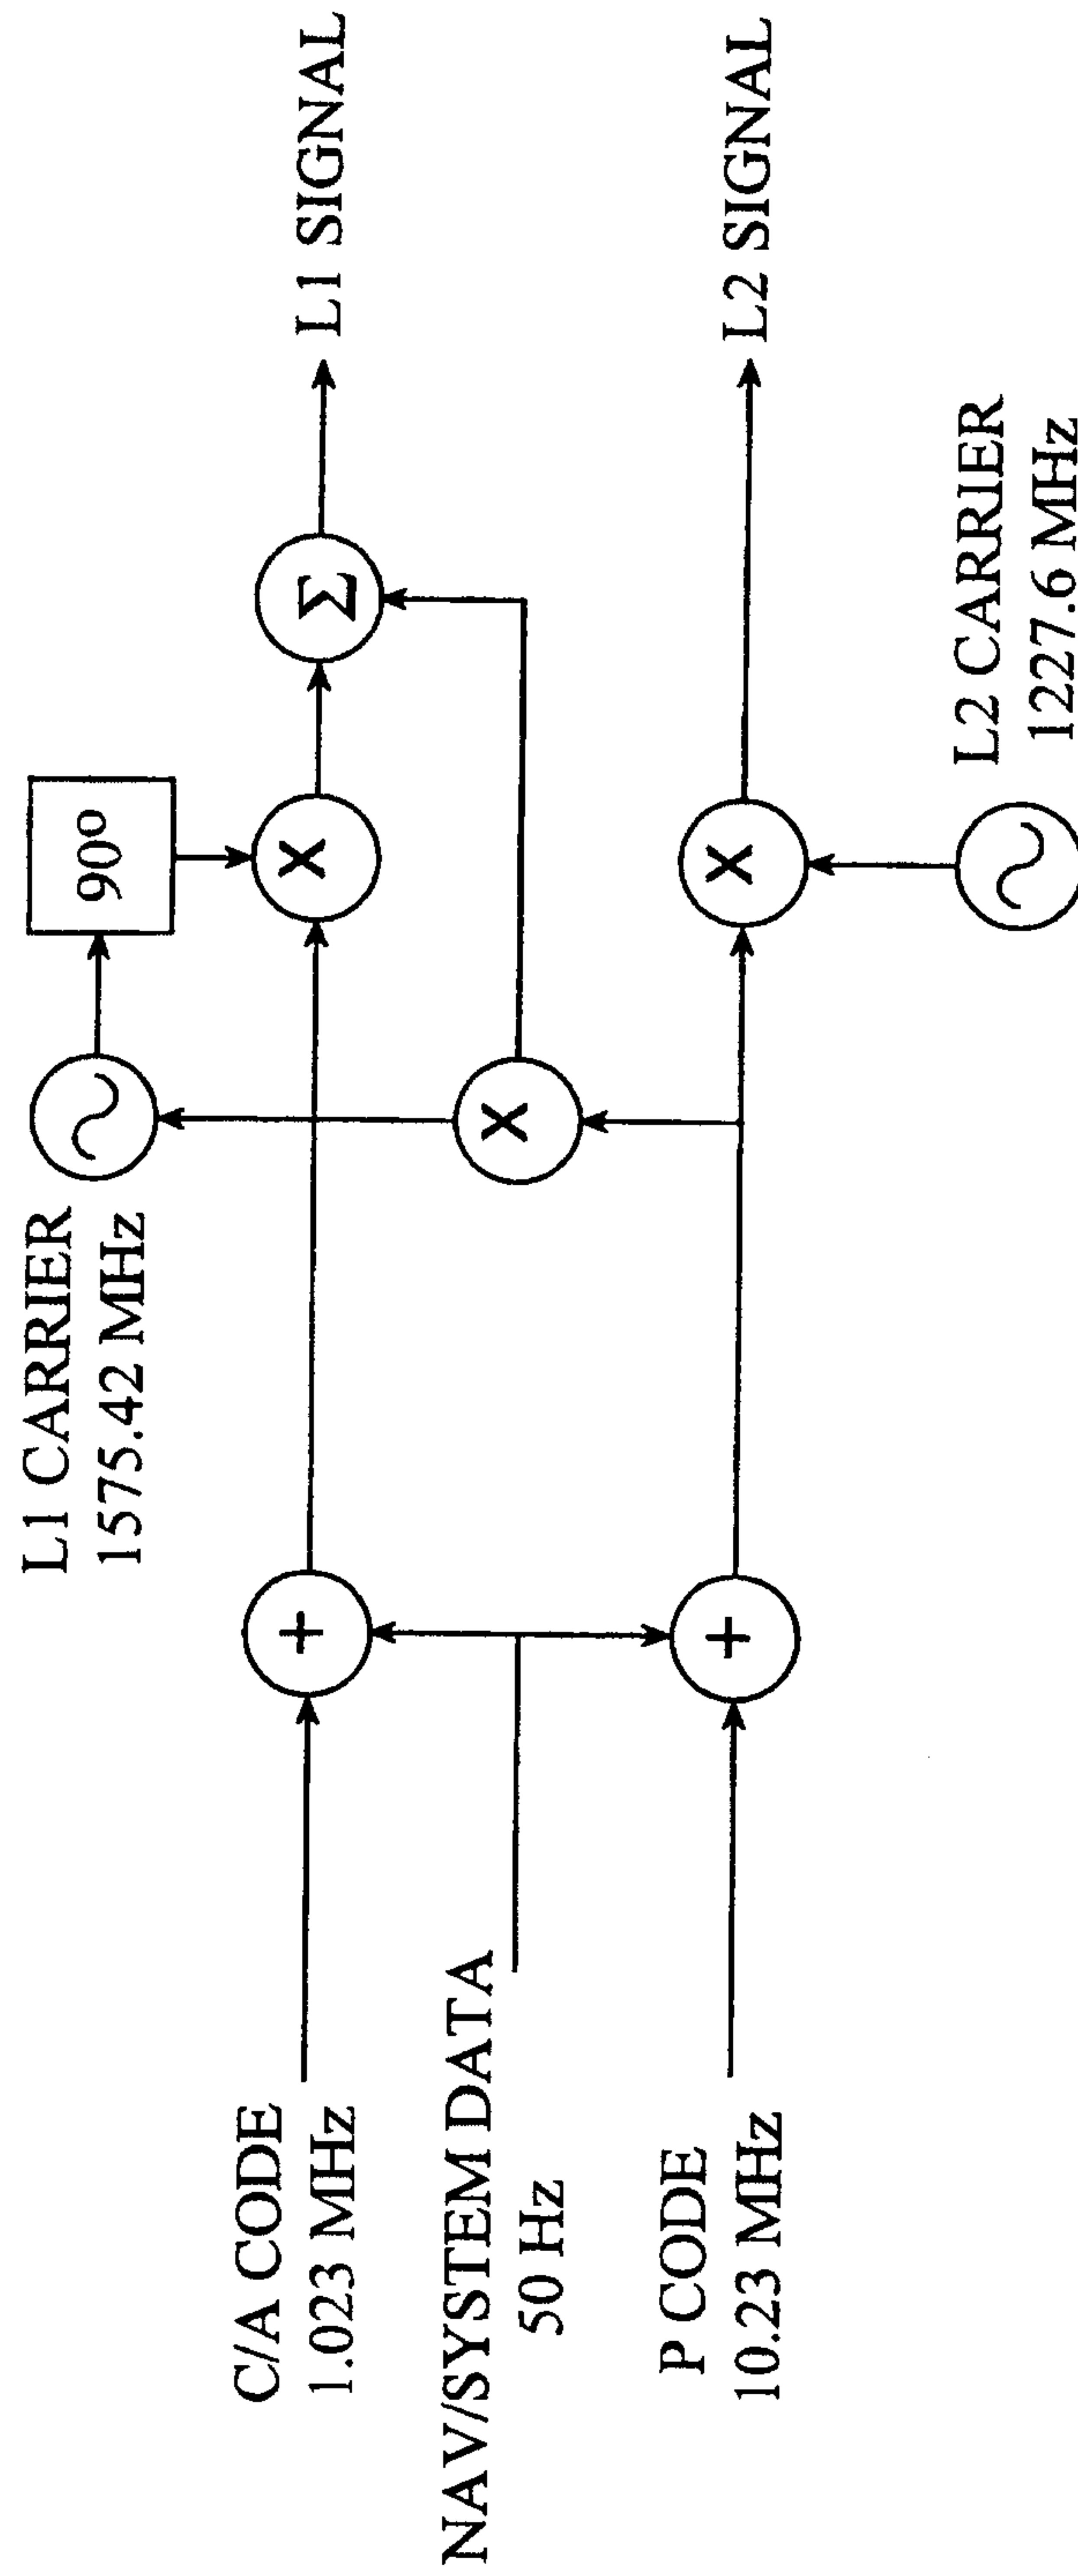 L1 CARRIER
1575.42 MHz
90º
C/A CODE
1.023 MHz
+
X
Σ
L1 SIGNAL
NAV/SYSTEM DATA
50 Hz
X
P CODE
10.23 MHz
+
X
L2 SIGNAL
L2 CARRIER
1227.6 MHz